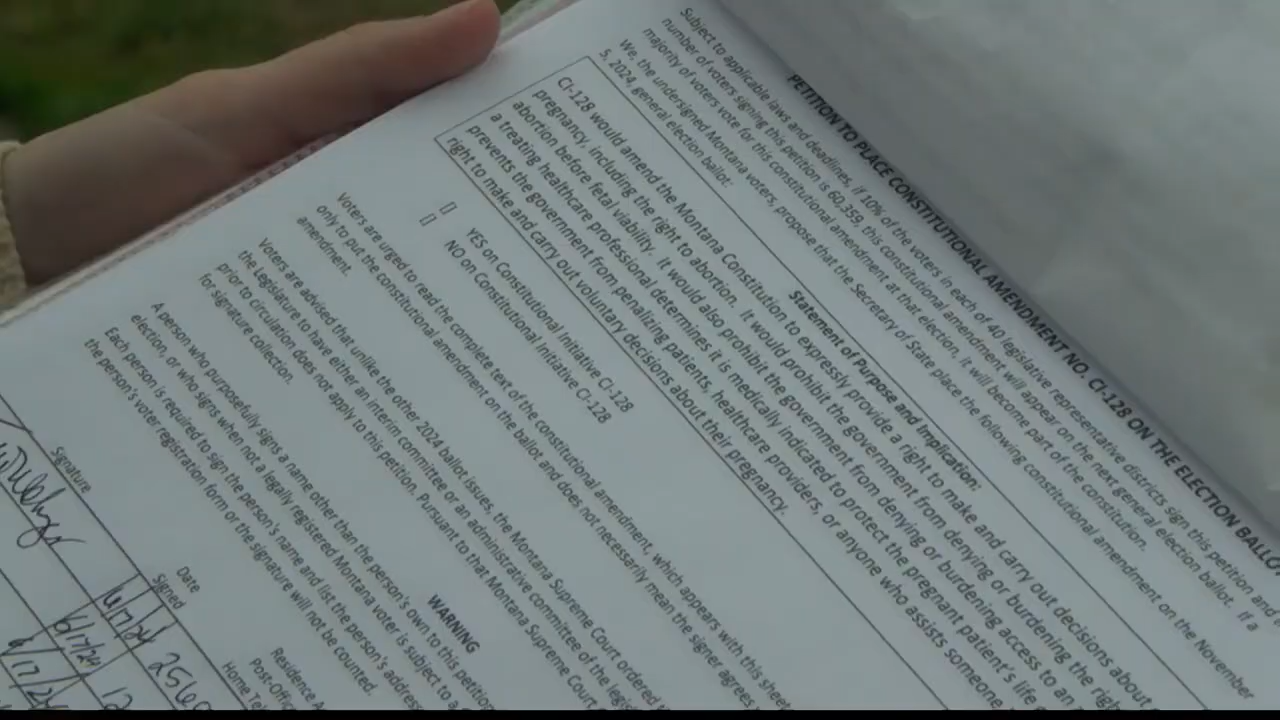 PETITION TO PLACE CONSTITUTIONAL AMENDMENT NO. CI-128 ON THE ELECTION BALLOT
Subject to applicable laws and deadlines, if 10% of the voters in each of 40 legislative representative districts sign this petition and
number of voters signing this petition is 60,359, this constitutional amendment will appear on the next general election ballot. If a
majority of voters vote for this constitutional amendment at that election, it will become part of the constitution.
We, the undersigned Montana voters, propose that the Secretary of State place the following constitutional amendment on the November
5, 2024, general election ballot:
Statement of Purpose and Implication:
CI-128 would amend the Montana Constitution to expressly provide a right to make and carry out decisions about
pregnancy, including the right to abortion. It would prohibit the government from denying or burdening the right
abortion before fetal viability. It would also prohibit the government from denying or burdening access to an
a treating healthcare professional determines it is medically indicated to protect the pregnant patient's life
prevents the government from penalizing patients, healthcare providers, or anyone who assists someone
right to make and carry out voluntary decisions about their pregnancy.
YES on Constitutional Initiative CI-128
NO on Constitutional Initiative CI-128
Voters are urged to read the complete text of the constitutional amendment, which appears with this sheet
only to put the constitutional amendment on the ballot and does not necessarily mean the signer agrees
amendment.
Voters are advised that unlike the other 2024 ballot issues, the Montana Supreme Court ordered
the Legislature to have either an interim committee or an administrative committee of the
prior to circulation does not apply to this petition. Pursuant to that Montana Supreme Court
for signature collection.
WARNING
A person who purposefully signs a name other than the person's own to this petition
election, or who signs when not a legally registered Montana voter is subject to a
Each person is required to sign the person's name and list the person's address
the person's voter registration form or the signature will not be counted.
Signature
Date
Signed
Residence
Post-Office
Home
6/17/24
6/17/24 12
6/17/24